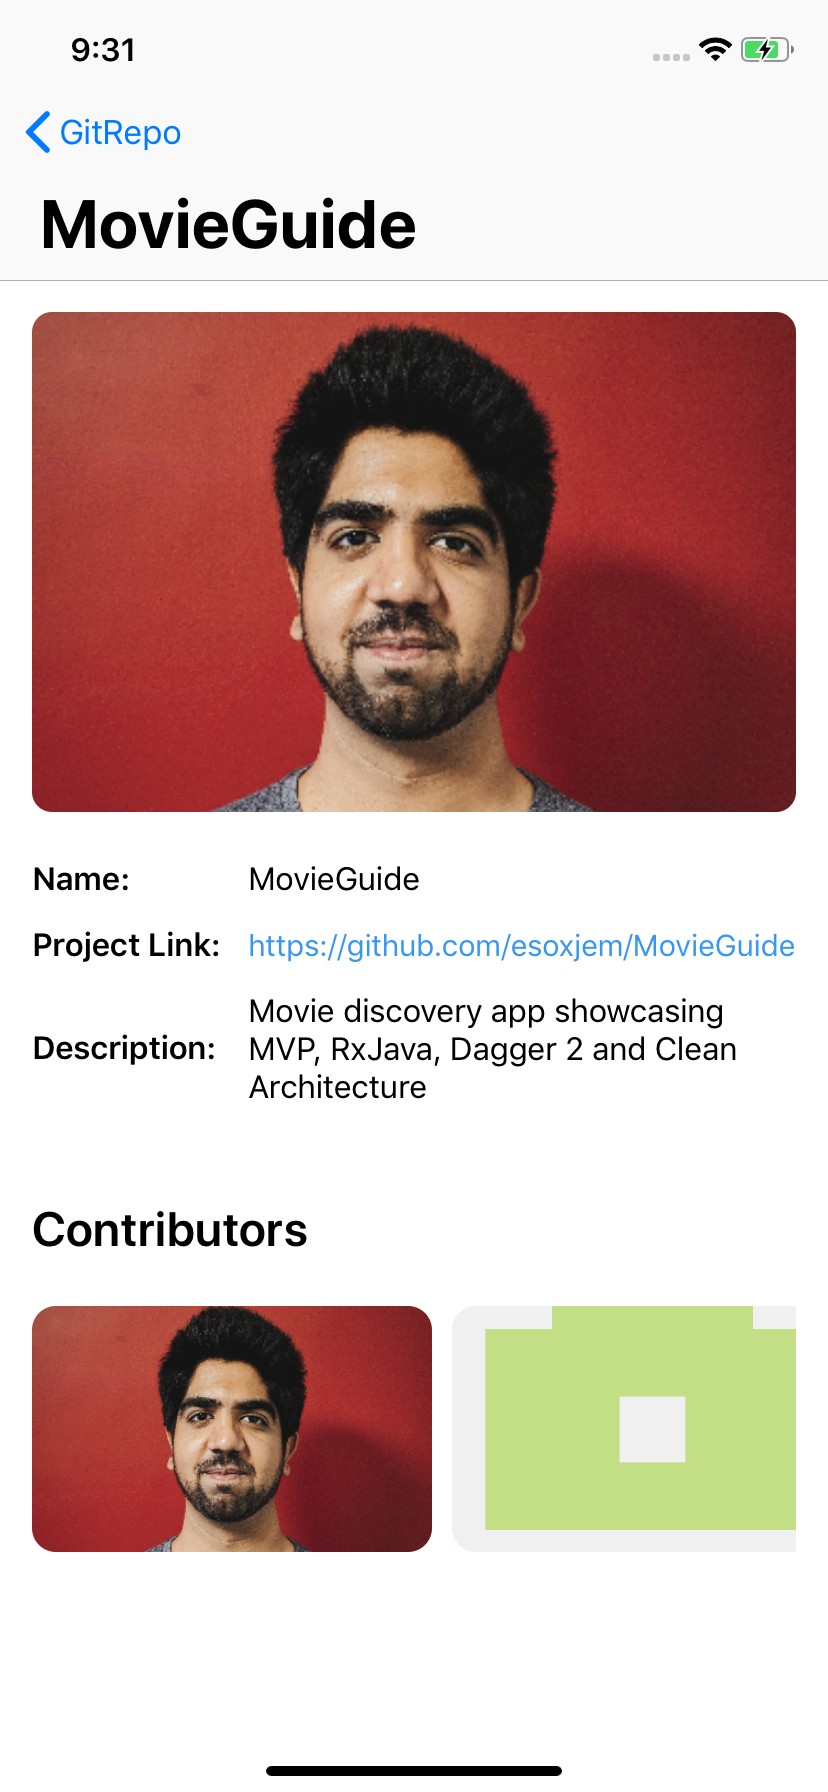 9:31
GitRepo
MovieGuide
Name: MovieGuide
Project Link: https://github.com/esoxjem/MovieGuide
Description: Movie discovery app showcasing
MVP, RxJava, Dagger 2 and Clean
Architecture
Contributors